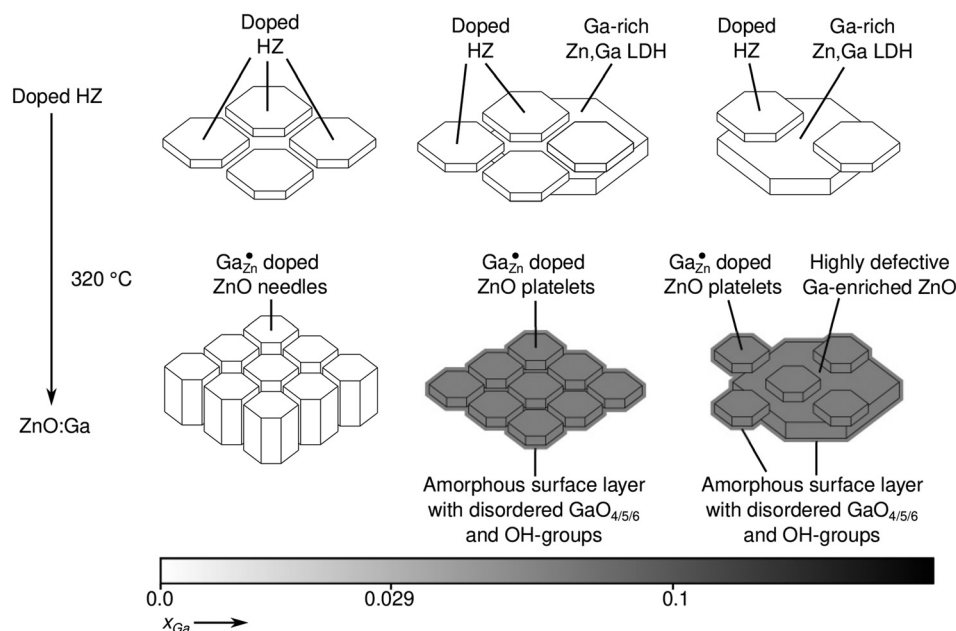 Doped
HZ
Doped
HZ
Ga-rich
Zn,Ga LDH
Doped
HZ
Ga-rich
Zn,Ga LDH
Doped HZ
320 °C
ZnO:Ga
Ga•Zn doped
ZnO needles
Ga•Zn doped
ZnO platelets
Ga•Zn doped
ZnO platelets
Highly defective
Ga-enriched ZnO
Amorphous surface layer
with disordered GaO4/5/6
and OH-groups
Amorphous surface layer
with disordered GaO4/5/6
and OH-groups
0.0
0.029
0.1
xGa